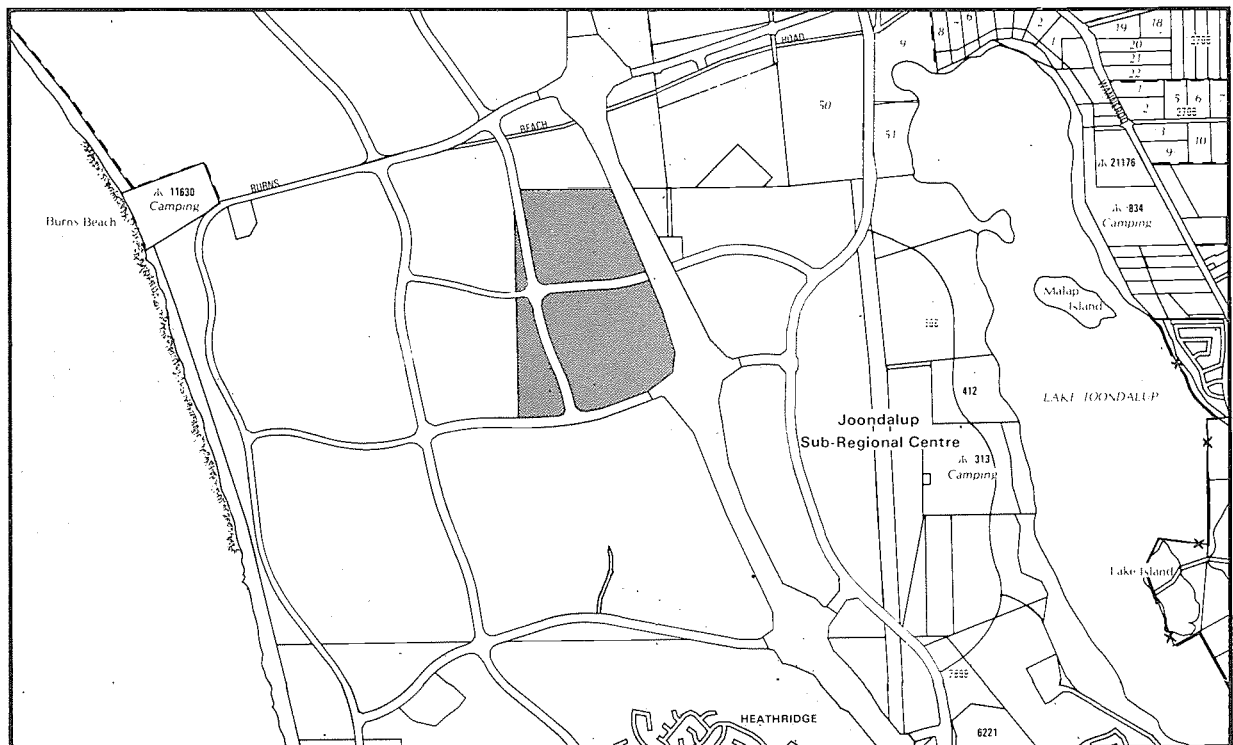 ROAD
BEACH
BURNS
11630
Camping
Burns Beach
9
8
6
2
1
19
18
20
21
22
1
2
5
6
7
3
9
10
50
51
21176
834
Camping
Malap
Island
LAKE JOONDALUP
412
Joondalup
Sub-Regional Centre
313
Camping
Lake Island
HEATHRIDGE
6221